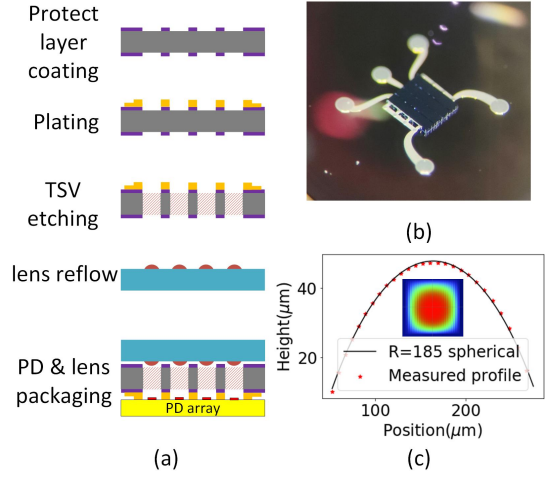 Protect
layer
coating
Plating
TSV
etching
lens reflow
PD & lens
packaging
PD array
(a)
(b)
Height(μm)
40
20
R=185 spherical
Measured profile
100
200
Position(μm)
(c)